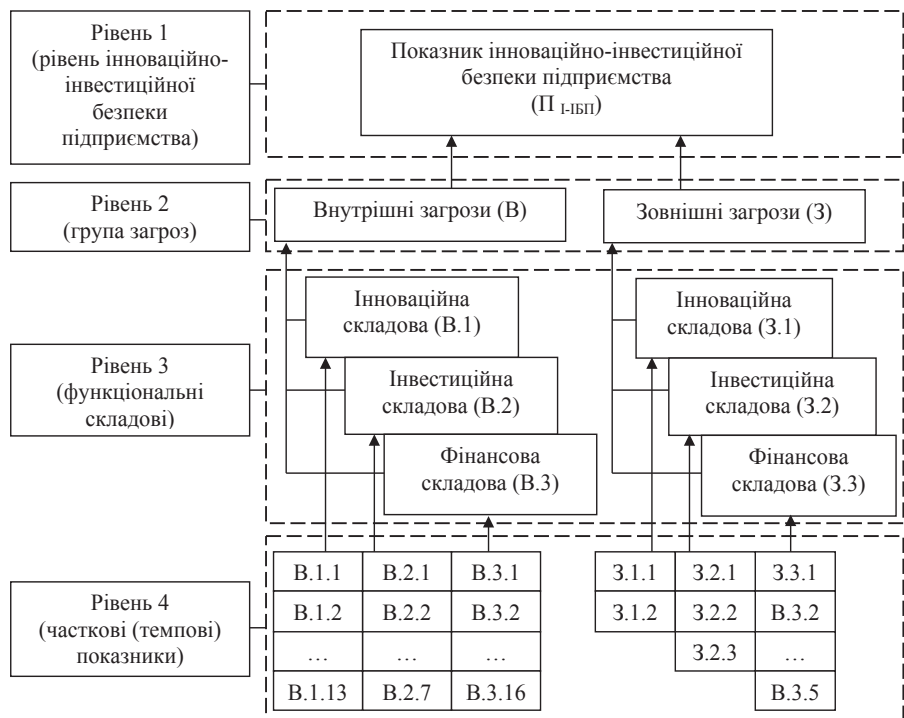 Рівень 1
(рівень інноваційно-
інвестиційної
безпеки
підприємства)
Показник інноваційно-інвестиційної
безпеки підприємства
(П І-ІБП)
Рівень 2
(група загроз)
Внутрішні загрози (В)
Зовнішні загрози (З)
Рівень 3
(функціональні
складові)
Інноваційна
складова (В.1)
Інвестиційна
складова (В.2)
Фінансова
складова (В.3)
Інноваційна
складова (З.1)
Інвестиційна
складова (З.2)
Фінансова
складова (З.3)
Рівень 4
(часткові (темпові)
показники)
В.1.1 В.2.1 В.3.1
В.1.2 В.2.2 В.3.2
… … …
В.1.13 В.2.7 В.3.16
З.1.1 З.2.1 З.3.1
З.1.2 З.2.2 В.3.2
З.2.3 …
В.3.5